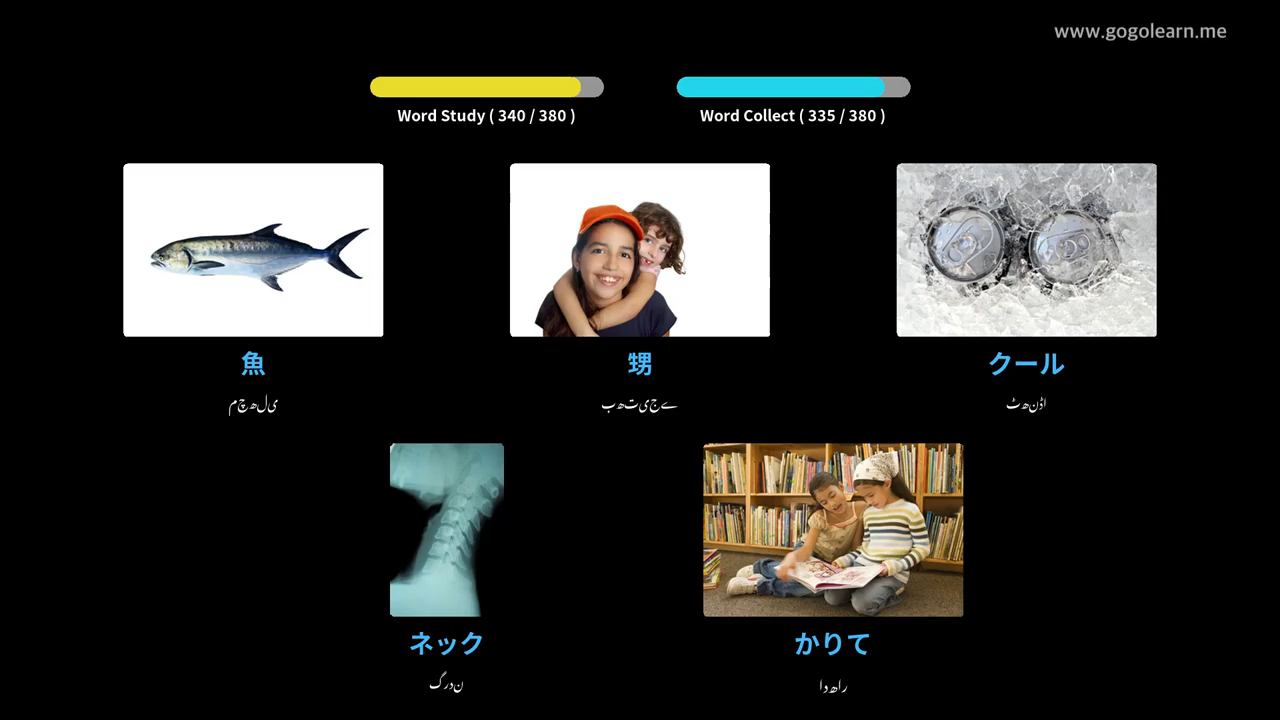 www.gogolearn.me
Word Study ( 340 / 380 )
Word Collect ( 335 / 380 )
魚
甥
クール
مچھلی
بھتیجے
ٹھنڈا
ネック
かりて
گردن
ادھار